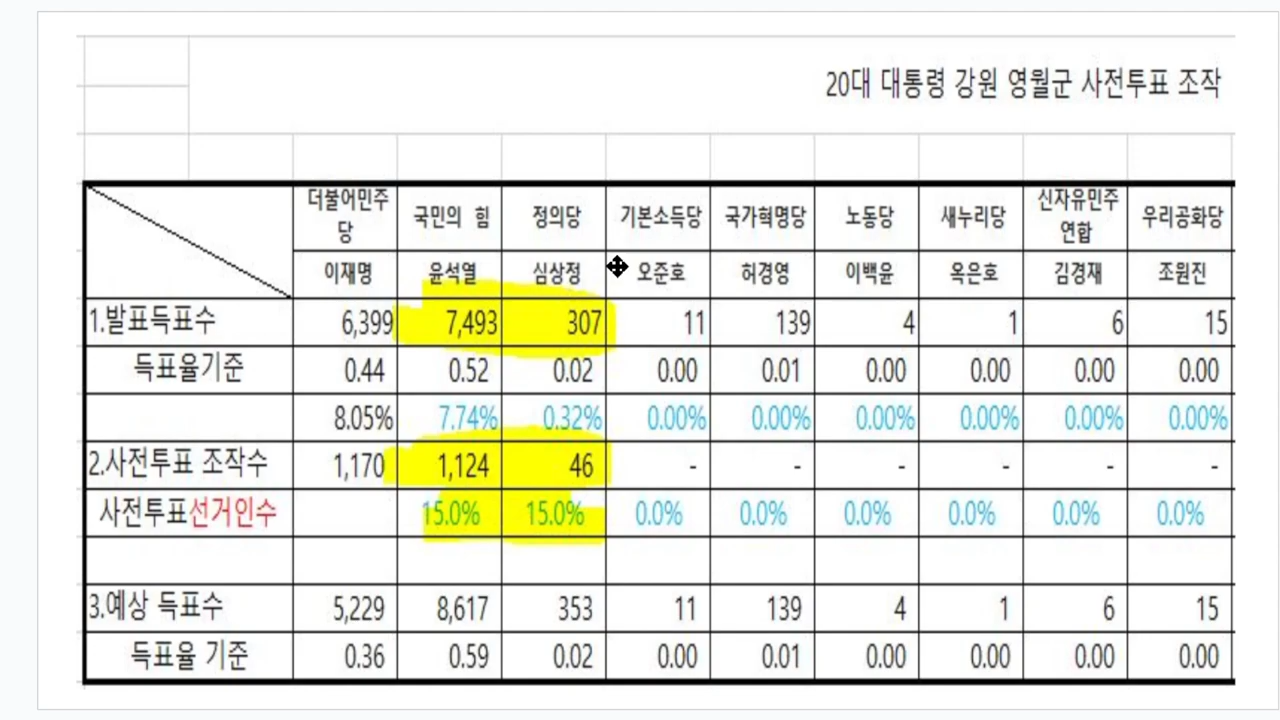 20대 대통령 강원 영월군 사전투표 조작
더불어민주당 국민의 힘 정의당 기본소득당 국가혁명당 노동당 새누리당 신자유민주연합 우리공화당
이재명 윤석열 심상정 오준호 허경영 이백윤 옥은호 김경재 조원진
1.발표득표수 6,399 7,493 307 11 139 4 1 6 15
득표율기준 0.44 0.52 0.02 0.00 0.01 0.00 0.00 0.00 0.00
8.05% 7.74% 0.32% 0.00% 0.00% 0.00% 0.00% 0.00% 0.00%
2.사전투표 조작수 1,170 1,124 46 - - - - - -
사전투표선거인수 15.0% 15.0% 0.0% 0.0% 0.0% 0.0% 0.0% 0.0%
3.예상 득표수 5,229 8,617 353 11 139 4 1 6 15
득표율 기준 0.36 0.59 0.02 0.00 0.01 0.00 0.00 0.00 0.00